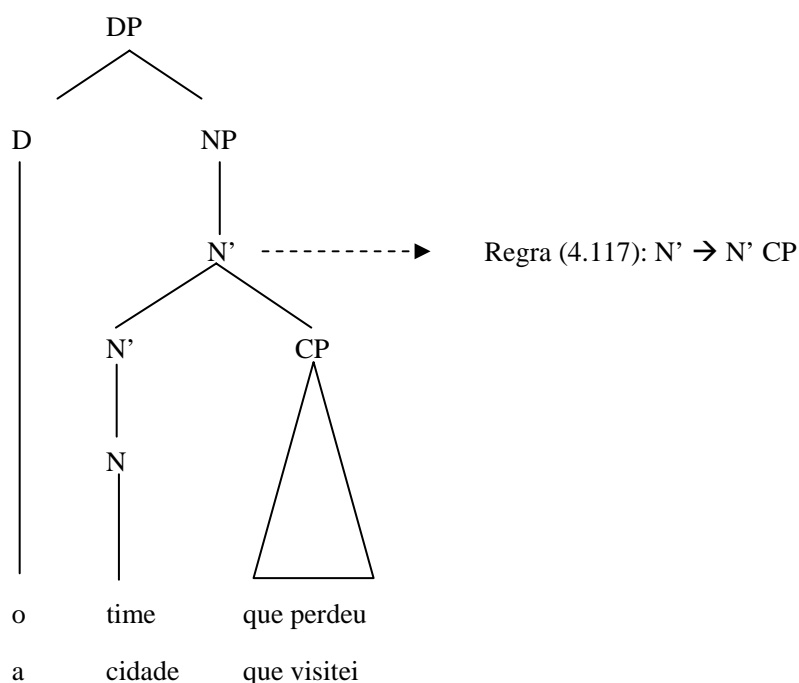 DP
D NP
N’ Regra (4.117): N’ → N’ CP
N’ CP
N
o time que perdeu
a cidade que visitei